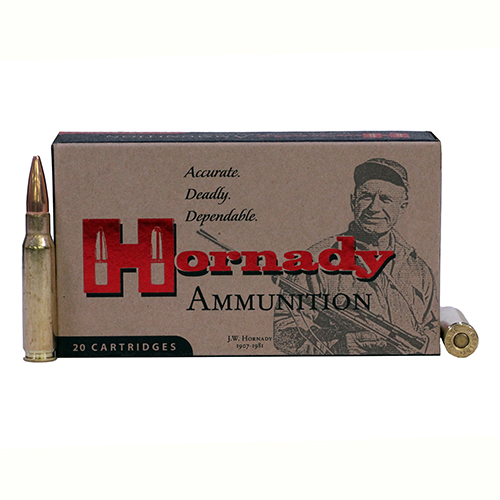 Accurate.
Deadly.
Dependable.
Hornady
AMMUNITION
20 CARTRIDGES
J.W. HORNADY
1907-1981